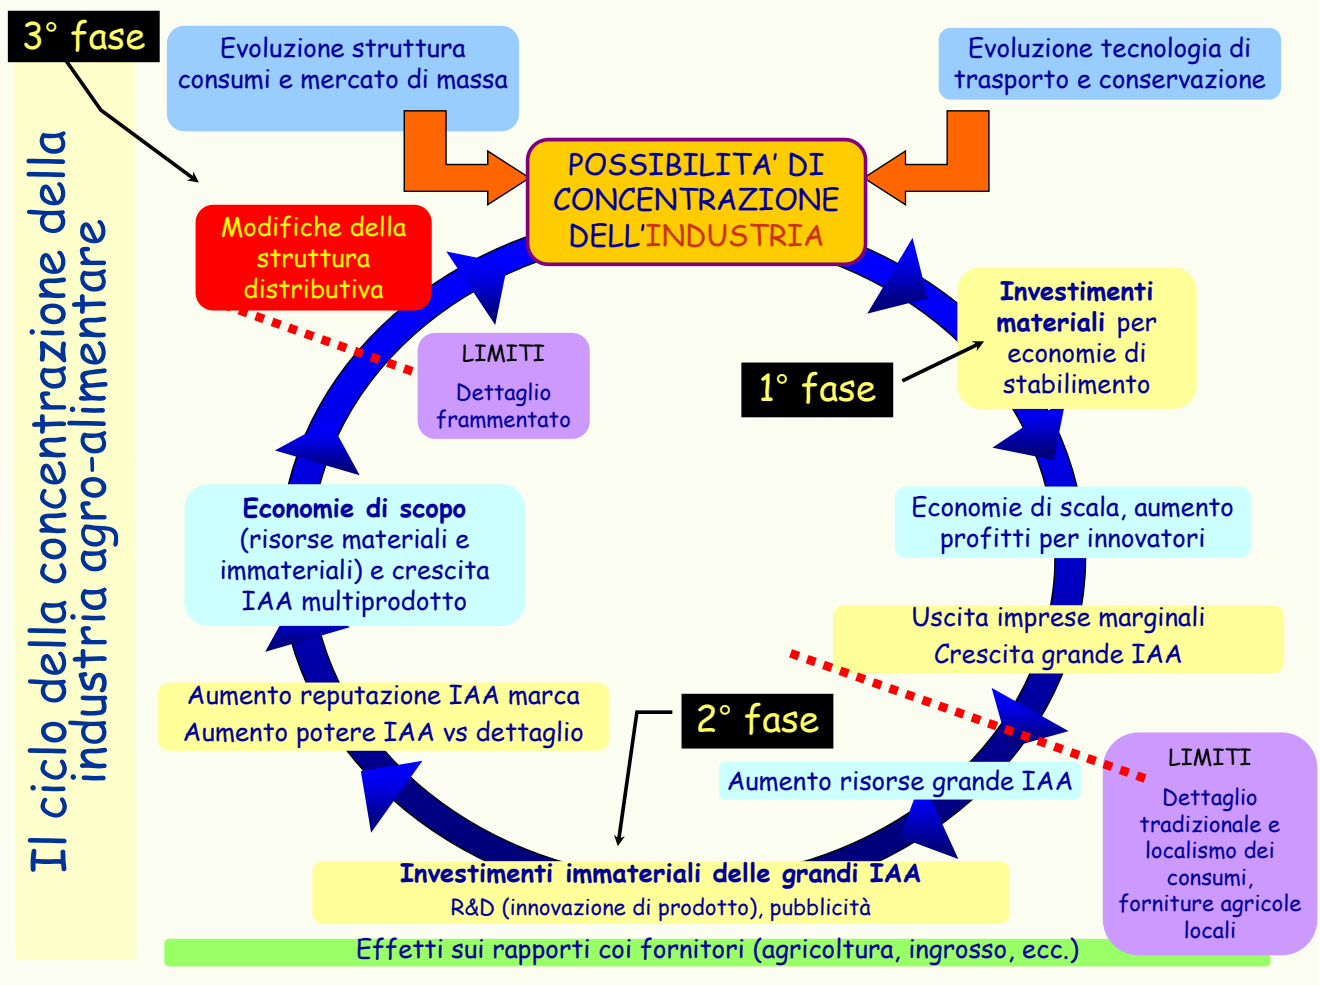 3° fase
Il ciclo della concentrazione della
industria agro-alimentare
Evoluzione struttura
consumi e mercato di massa
Evoluzione tecnologia di
trasporto e conservazione
POSSIBILITA’ DI
CONCENTRAZIONE
DELL’INDUSTRIA
Modifiche della
struttura
distributiva
LIMITI
Dettaglio
frammentato
Investimenti
materiali per
economie di
stabilimento
1° fase
Economie di scala, aumento
profitti per innovatori
Economie di scopo
(risorse materiali e
immateriali) e crescita
IAA multiprodotto
Uscita imprese marginali
Crescita grande IAA
Aumento reputazione IAA marca
Aumento potere IAA vs dettaglio
2° fase
Aumento risorse grande IAA
LIMITI
Dettaglio
tradizionale e
localismo dei
consumi,
forniture agricole
locali
Investimenti immateriali delle grandi IAA
R&D (innovazione di prodotto), pubblicità
Effetti sui rapporti coi fornitori (agricoltura, ingrosso, ecc.)